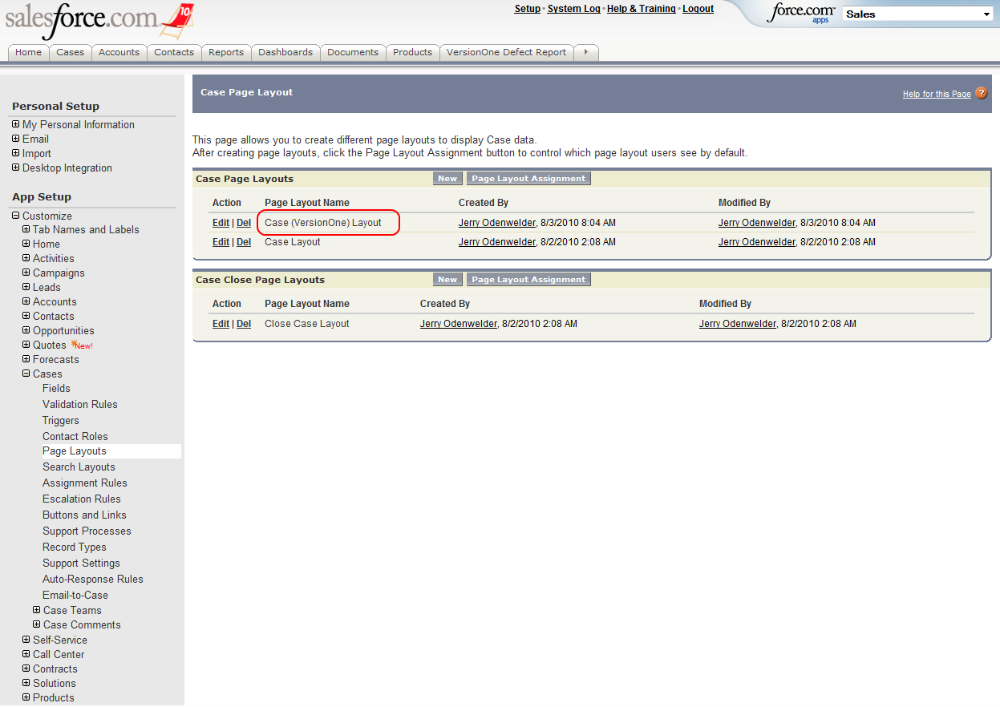 salesforce.com 10
Setup · System Log · Help & Training · Logout
force.com apps
Sales
Home Cases Accounts Contacts Reports Dashboards Documents Products VersionOne Defect Report
Personal Setup
My Personal Information
Email
Import
Desktop Integration
App Setup
Customize
Tab Names and Labels
Home
Activities
Campaigns
Leads
Accounts
Contacts
Opportunities
Quotes New!
Forecasts
Cases
Fields
Validation Rules
Triggers
Contact Roles
Page Layouts
Search Layouts
Assignment Rules
Escalation Rules
Buttons and Links
Support Processes
Record Types
Support Settings
Auto-Response Rules
Email-to-Case
Case Teams
Case Comments
Self-Service
Call Center
Contracts
Solutions
Products
Case Page Layout
Help for this Page ?
This page allows you to create different page layouts to display Case data.
After creating page layouts, click the Page Layout Assignment button to control which page layout users see by default.
Case Page Layouts New Page Layout Assignment
Action Page Layout Name Created By Modified By
Edit | Del Case (VersionOne) Layout Jerry Odenwelder, 8/3/2010 8:04 AM Jerry Odenwelder, 8/3/2010 8:04 AM
Edit | Del Case Layout Jerry Odenwelder, 8/2/2010 2:08 AM Jerry Odenwelder, 8/2/2010 2:08 AM
Case Close Page Layouts New Page Layout Assignment
Action Page Layout Name Created By Modified By
Edit | Del Close Case Layout Jerry Odenwelder, 8/2/2010 2:08 AM Jerry Odenwelder, 8/2/2010 2:08 AM